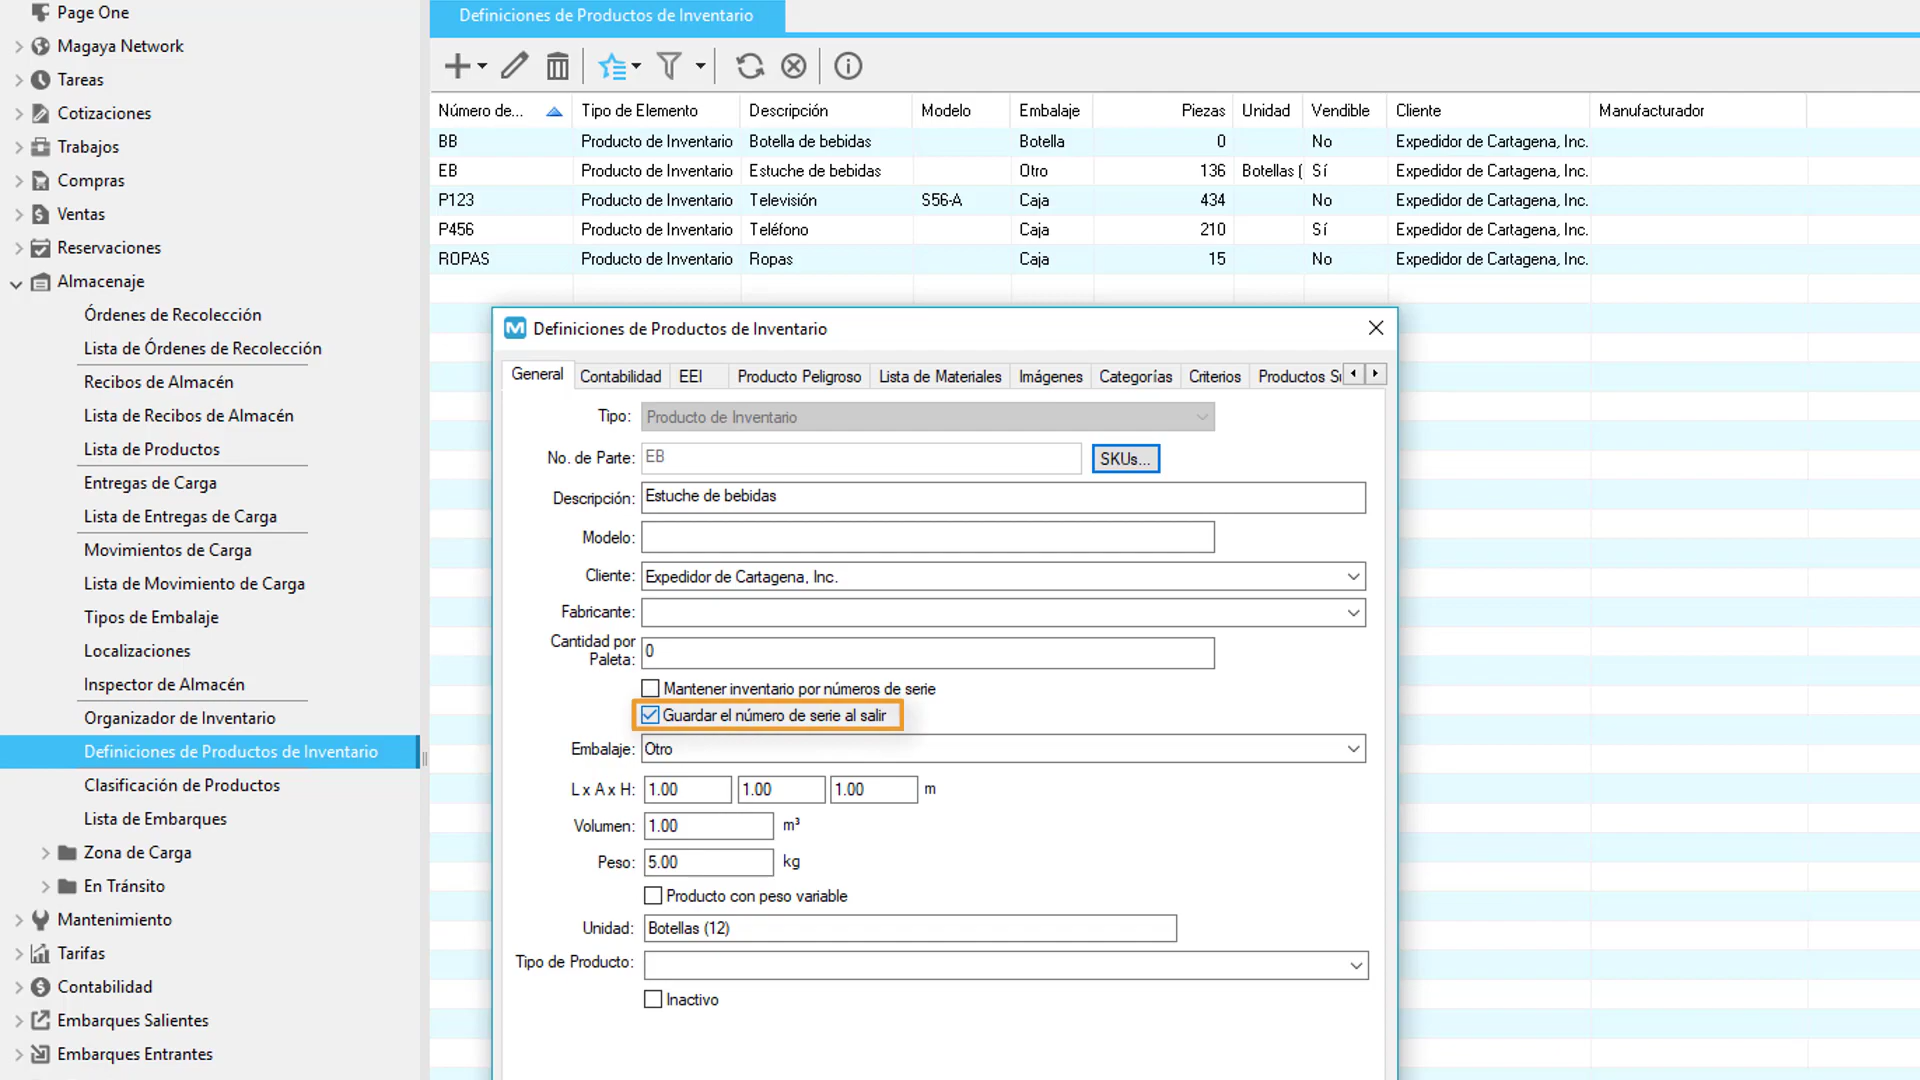 Page One
Magaya Network
Tareas
Cotizaciones
Trabajos
Compras
Ventas
Reservaciones
Almacenaje
Órdenes de Recolección
Lista de Órdenes de Recolección
Recibos de Almacén
Lista de Recibos de Almacén
Lista de Productos
Entregas de Carga
Lista de Entregas de Carga
Movimientos de Carga
Lista de Movimiento de Carga
Tipos de Embalaje
Localizaciones
Inspector de Almacén
Organizador de Inventario
Definiciones de Productos de Inventario
Clasificación de Productos
Lista de Embarques
Zona de Carga
En Tránsito
Mantenimiento
Tarifas
Contabilidad
Embarques Salientes
Embarques Entrantes
Definiciones de Productos de Inventario
Número de... Tipo de Elemento Descripción Modelo Embalaje Piezas Unidad Vendible Cliente Manufacturador
BB Producto de Inventario Botella de bebidas Botella 0 No Expedidor de Cartagena, Inc.
EB Producto de Inventario Estuche de bebidas Otro 136 Botellas ( Sí Expedidor de Cartagena, Inc.
P123 Producto de Inventario Televisión S56-A Caja 434 No Expedidor de Cartagena, Inc.
P456 Producto de Inventario Teléfono Caja 210 Sí Expedidor de Cartagena, Inc.
ROPAS Producto de Inventario Ropas Caja 15 No Expedidor de Cartagena, Inc.
M Definiciones de Productos de Inventario
General Contabilidad EEI Producto Peligroso Lista de Materiales Imágenes Categorías Criterios Productos Su
Tipo: Producto de Inventario
No. de Parte: EB SKUs...
Descripción: Estuche de bebidas
Modelo:
Cliente: Expedidor de Cartagena, Inc.
Fabricante:
Cantidad por
Paleta: 0
Mantener inventario por números de serie
Guardar el número de serie al salir
Embalaje: Otro
L x A x H: 1.00 1.00 1.00 m
Volumen: 1.00 m³
Peso: 5.00 kg
Producto con peso variable
Unidad: Botellas (12)
Tipo de Producto:
Inactivo